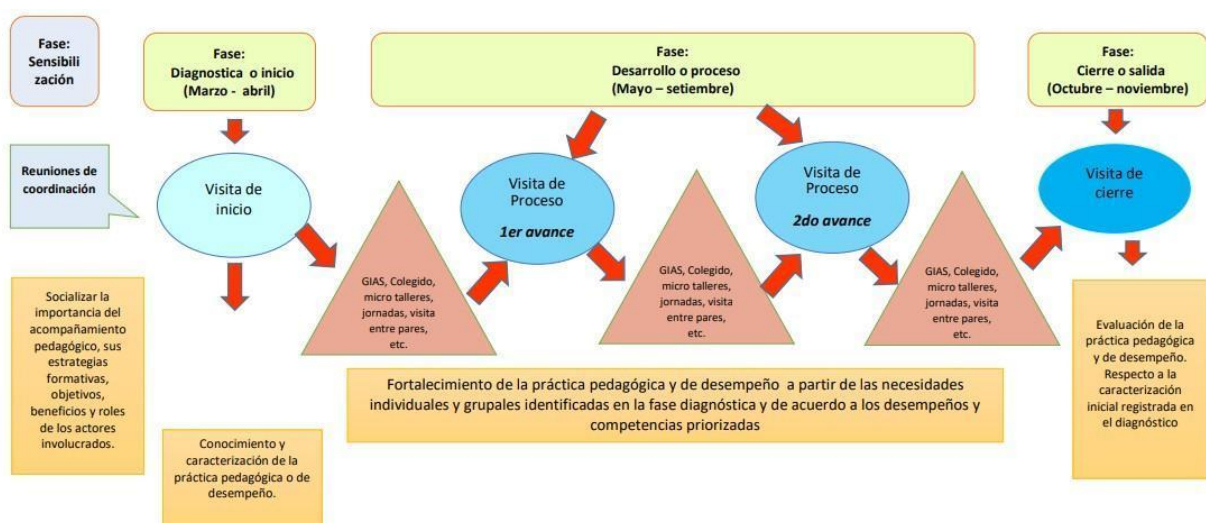 Fase:
Sensibili
zación
Fase:
Diagnostica o inicio
(Marzo - abril)
Fase:
Desarrollo o proceso
(Mayo – setiembre)
Fase:
Cierre o salida
(Octubre – noviembre)
Reuniones de
coordinación
Visita de
inicio
Visita de
Proceso
1er avance
Visita de
Proceso
2do avance
Visita de
cierre
GIAS, Colegido,
micro talleres,
jornadas, visita
entre pares,
etc.
GIAS, Colegido,
micro talleres,
jornadas, visita
entre pares,
etc.
GIAS, Colegido,
micro talleres,
jornadas, visita
entre pares,
etc.
Socializar la
importancia del
acompañamiento
pedagógico, sus
estrategias
formativas,
objetivos,
beneficios y roles
de los actores
involucrados.
Conocimiento y
caracterización de la
práctica pedagógica o de
desempeño.
Fortalecimiento de la práctica pedagógica y de desempeño a partir de las necesidades
individuales y grupales identificadas en la fase diagnóstica y de acuerdo a los desempeños y
competencias priorizadas
Evaluación de la
práctica pedagógica
y de desempeño.
Respecto a la
caracterización
inicial registrada en
el diagnóstico